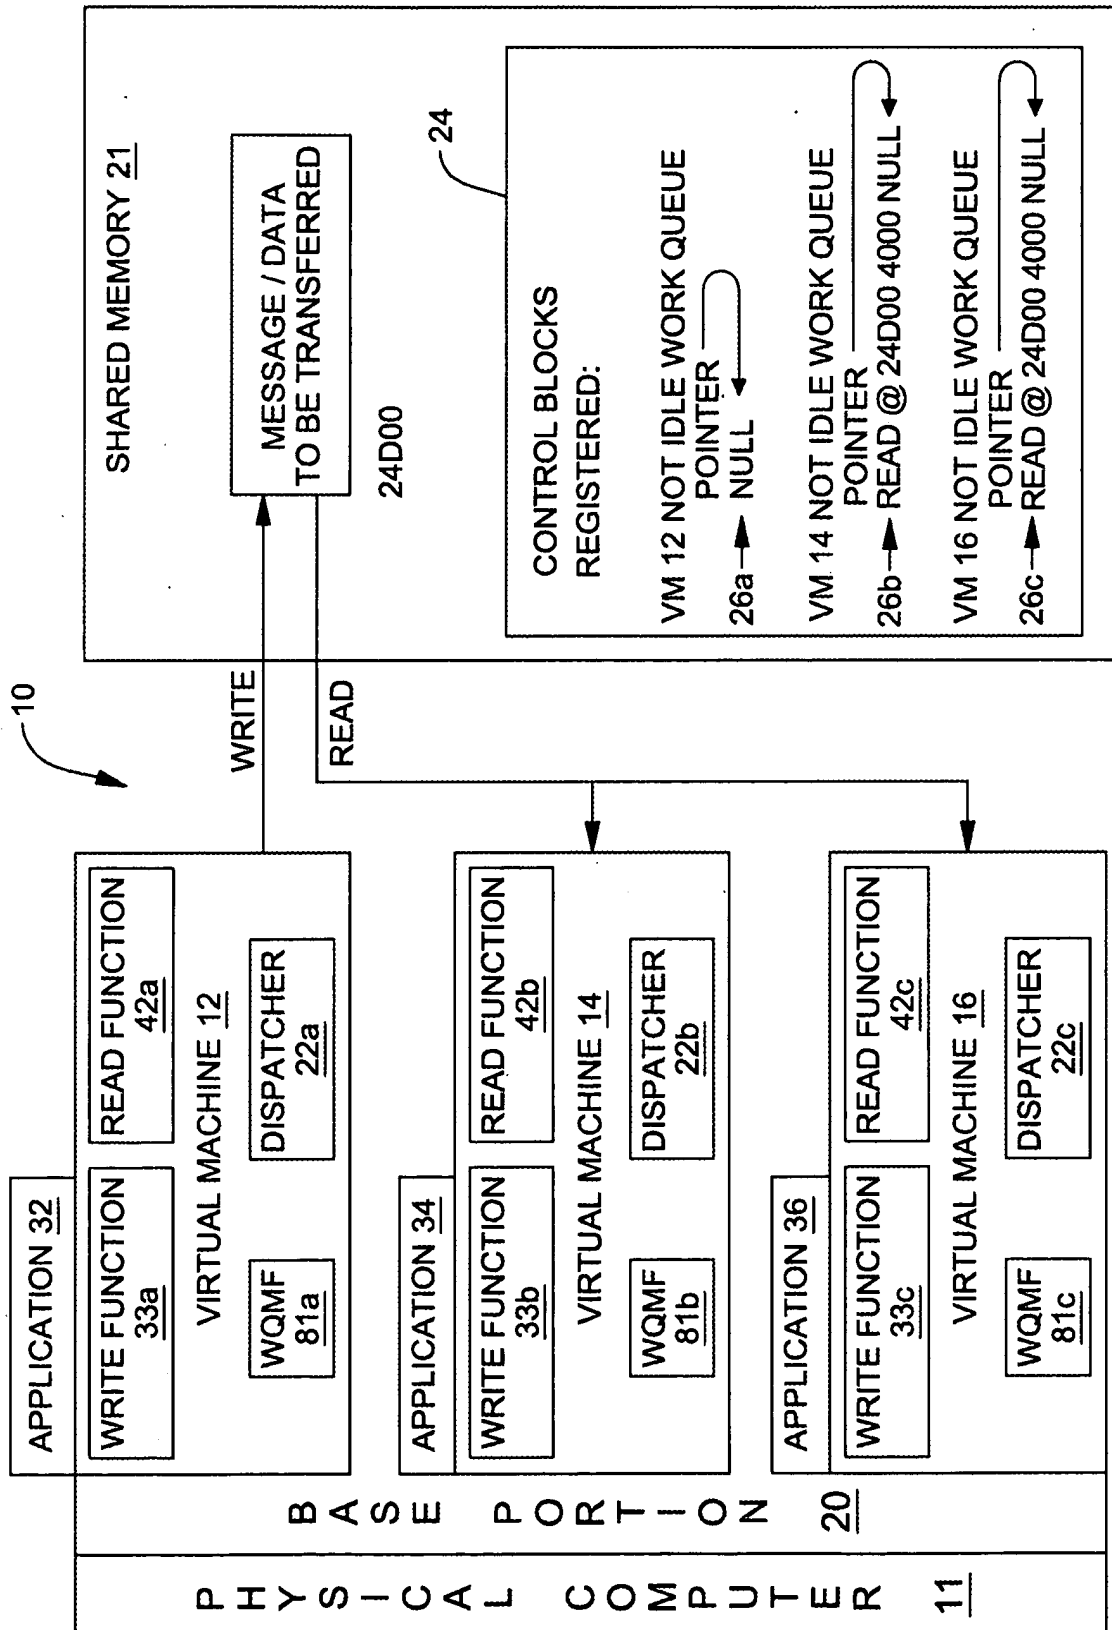 10
APPLICATION 32
WRITE FUNCTION
33a
READ FUNCTION
42a
VIRTUAL MACHINE 12
WQMF
81a
DISPATCHER
22a
APPLICATION 34
WRITE FUNCTION
33b
READ FUNCTION
42b
VIRTUAL MACHINE 14
WQMF
81b
DISPATCHER
22b
APPLICATION 36
WRITE FUNCTION
33c
READ FUNCTION
42c
VIRTUAL MACHINE 16
WQMF
81c
DISPATCHER
22c
BASE PORTION
20
PHYSICAL COMPUTER
11
WRITE
READ
SHARED MEMORY 21
MESSAGE / DATA
TO BE TRANSFERRED
24D00
24
CONTROL BLOCKS
REGISTERED:
VM 12 NOT IDLE WORK QUEUE
POINTER
26a NULL
VM 14 NOT IDLE WORK QUEUE
POINTER
26b READ @ 24D00 4000 NULL
VM 16 NOT IDLE WORK QUEUE
POINTER
26c READ @ 24D00 4000 NULL